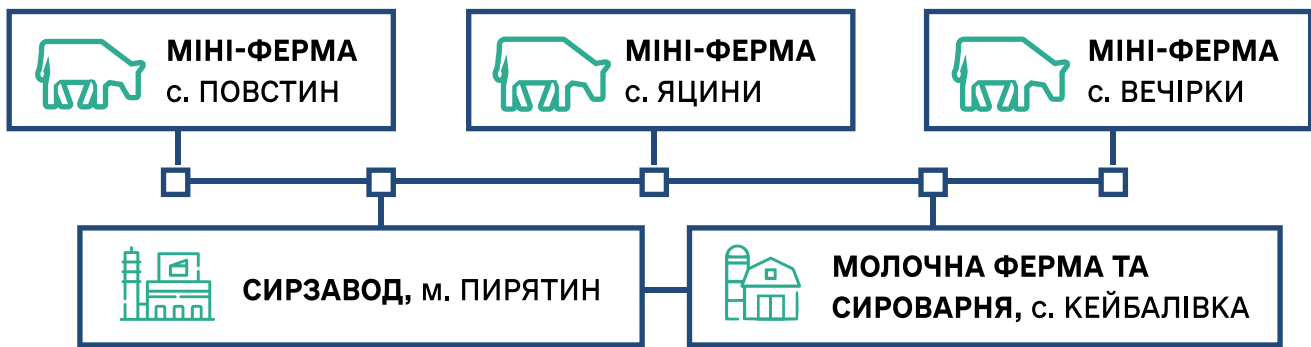 МІНІ-ФЕРМА
с. ПОВСТИН
МІНІ-ФЕРМА
с. ЯЦИНИ
МІНІ-ФЕРМА
с. ВЕЧІРКИ
СИРЗАВОД, м. ПИРЯТИН
МОЛОЧНА ФЕРМА ТА
СИРОВАРНЯ, с. КЕЙБАЛІВКА